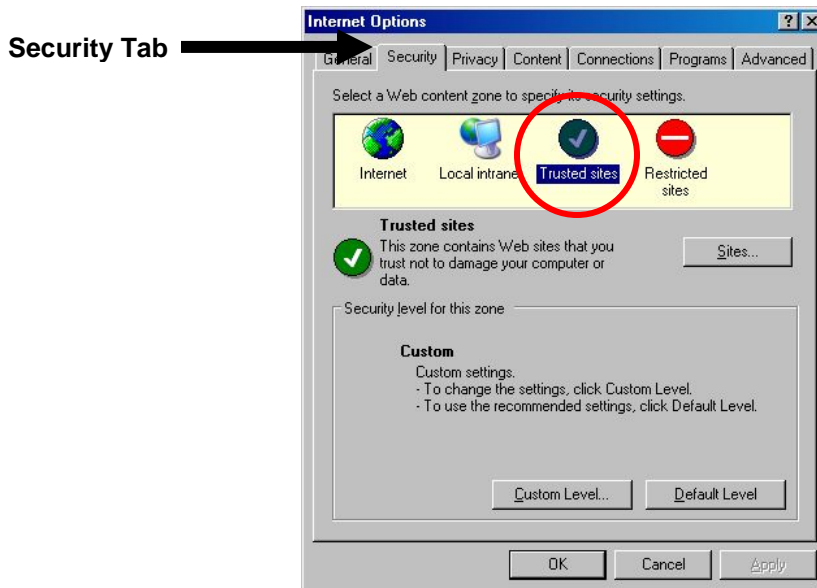 Internet Options
Security Tab
General Security Privacy Content Connections Programs Advanced
Select a Web content zone to specify its security settings.
Internet Local intrane Trusted sites Restricted sites
Trusted sites
This zone contains Web sites that you
trust not to damage your computer or
data.
Sites...
Security level for this zone
Custom
Custom settings.
- To change the settings, click Custom Level.
- To use the recommended settings, click Default Level.
Custom Level... Default Level
OK Cancel Apply